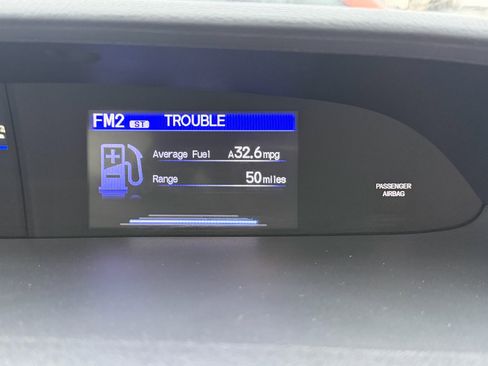 FM2 ST TROUBLE
Average Fuel A32.6mpg
Range 50miles
PASSENGER
AIRBAG